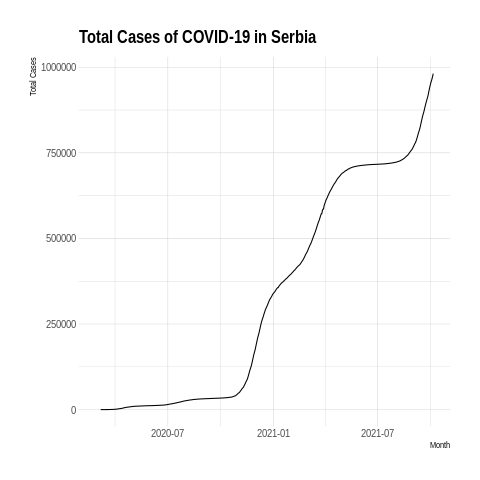 Total Cases of COVID-19 in Serbia
Total Cases
1000000
750000
500000
250000
0
2020-07 2021-01 2021-07
Month